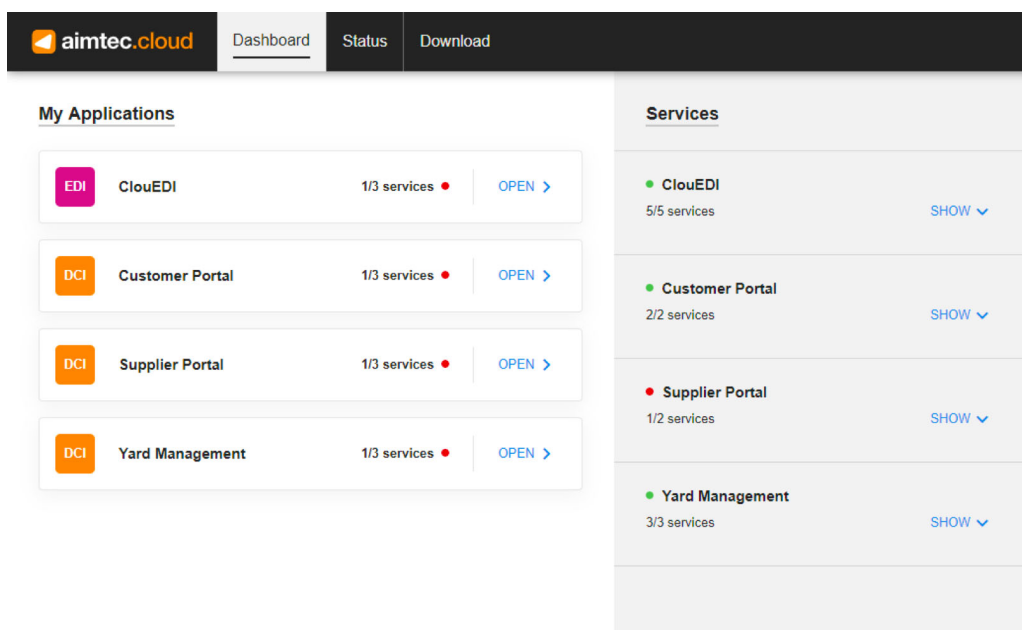 aimtec.cloud Dashboard Status Download
My Applications
EDI ClouEDI 1/3 services OPEN
DCI Customer Portal 1/3 services OPEN
DCI Supplier Portal 1/3 services OPEN
DCI Yard Management 1/3 services OPEN
Services
ClouEDI
5/5 services SHOW
Customer Portal
2/2 services SHOW
Supplier Portal
1/2 services SHOW
Yard Management
3/3 services SHOW